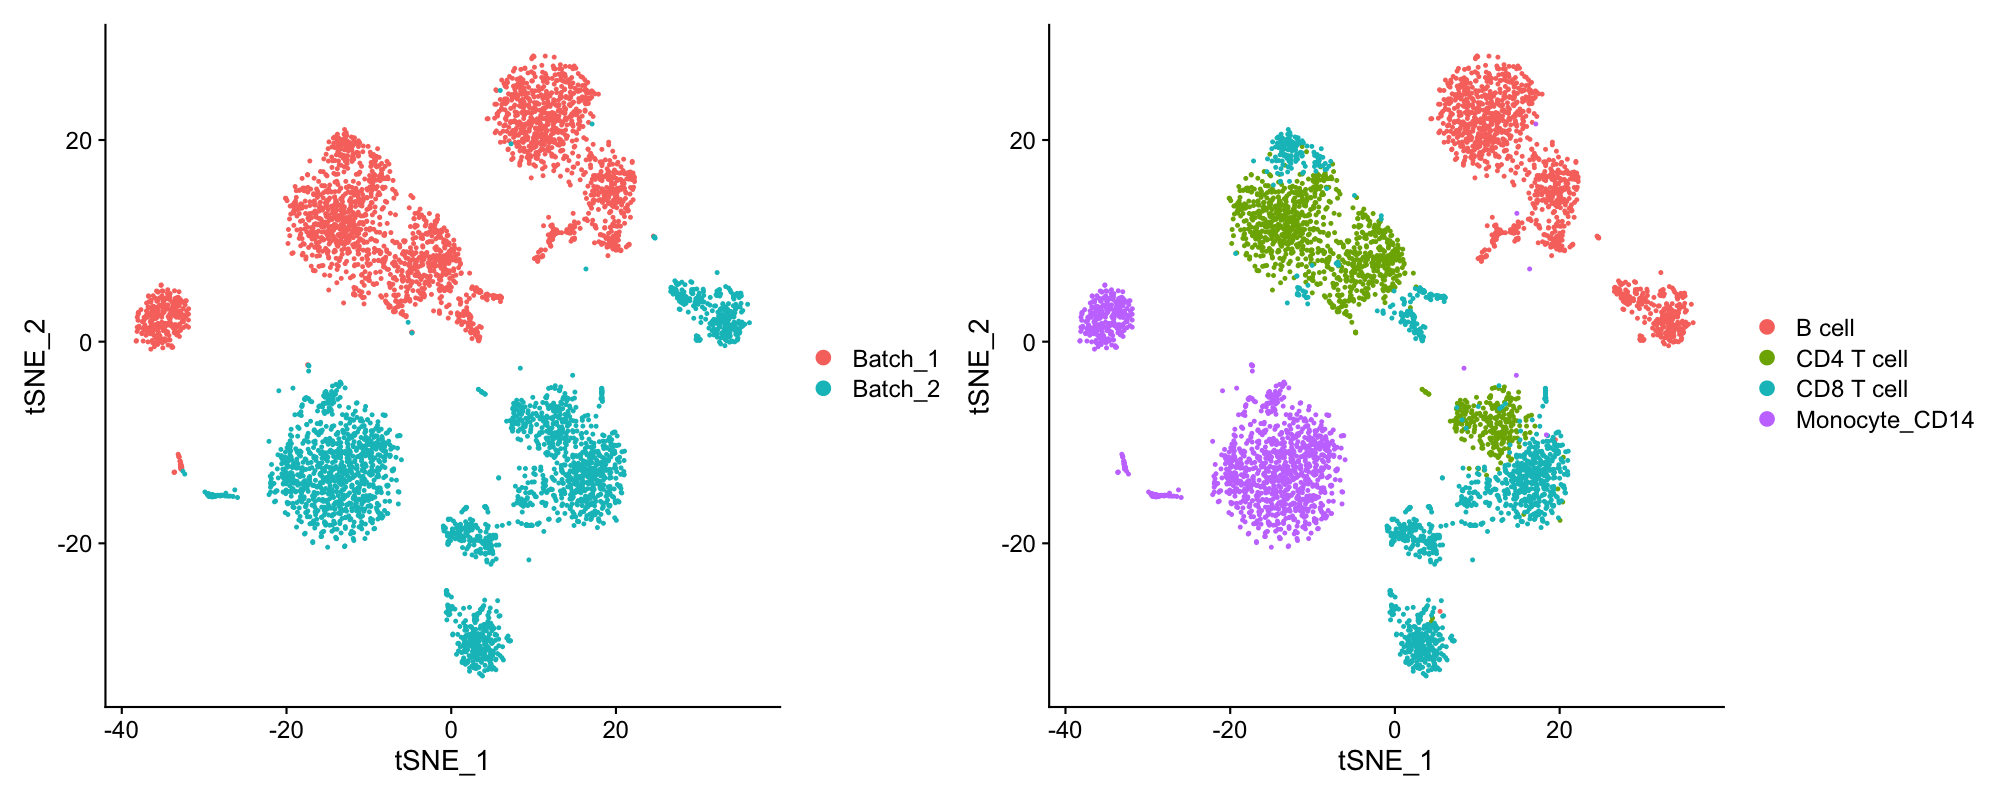 tSNE_2
20
0
-20
-40
-20
0
20
tSNE_1
Batch_1
Batch_2
tSNE_2
20
0
-20
-40
-20
0
20
tSNE_1
B cell
CD4 T cell
CD8 T cell
Monocyte_CD14